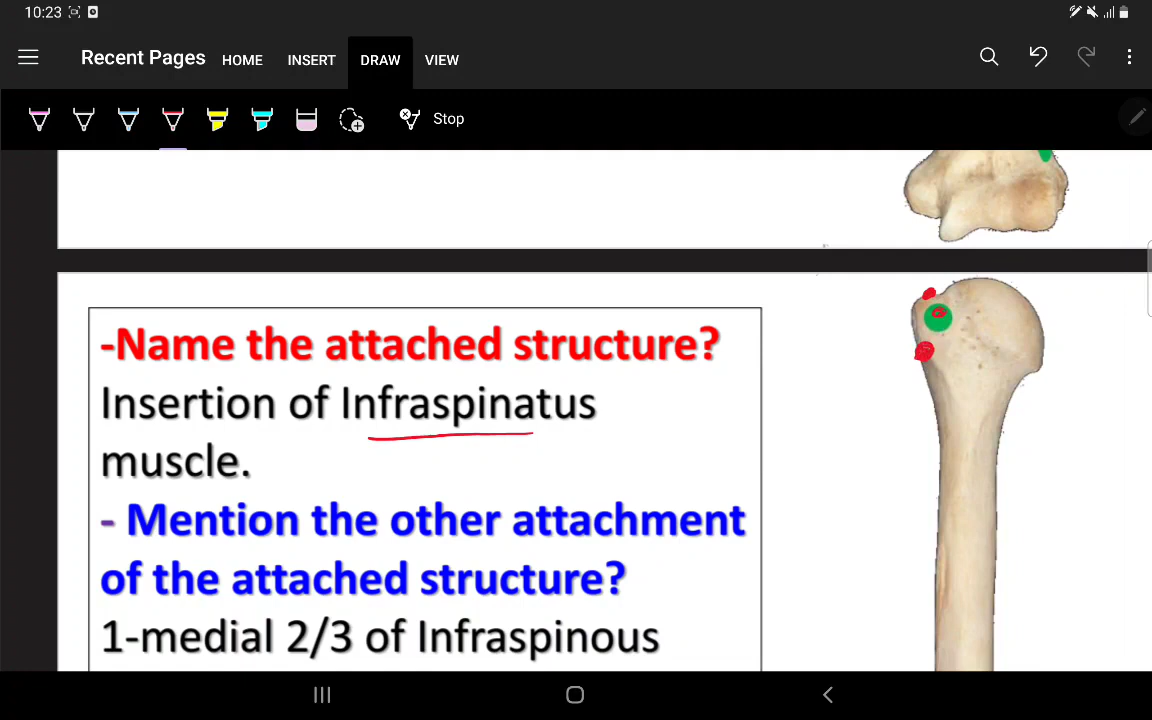 10:23
Recent Pages HOME INSERT DRAW VIEW
Stop
-Name the attached structure?
Insertion of Infraspinatus
muscle.
- Mention the other attachment
of the attached structure?
1-medial 2/3 of Infraspinous